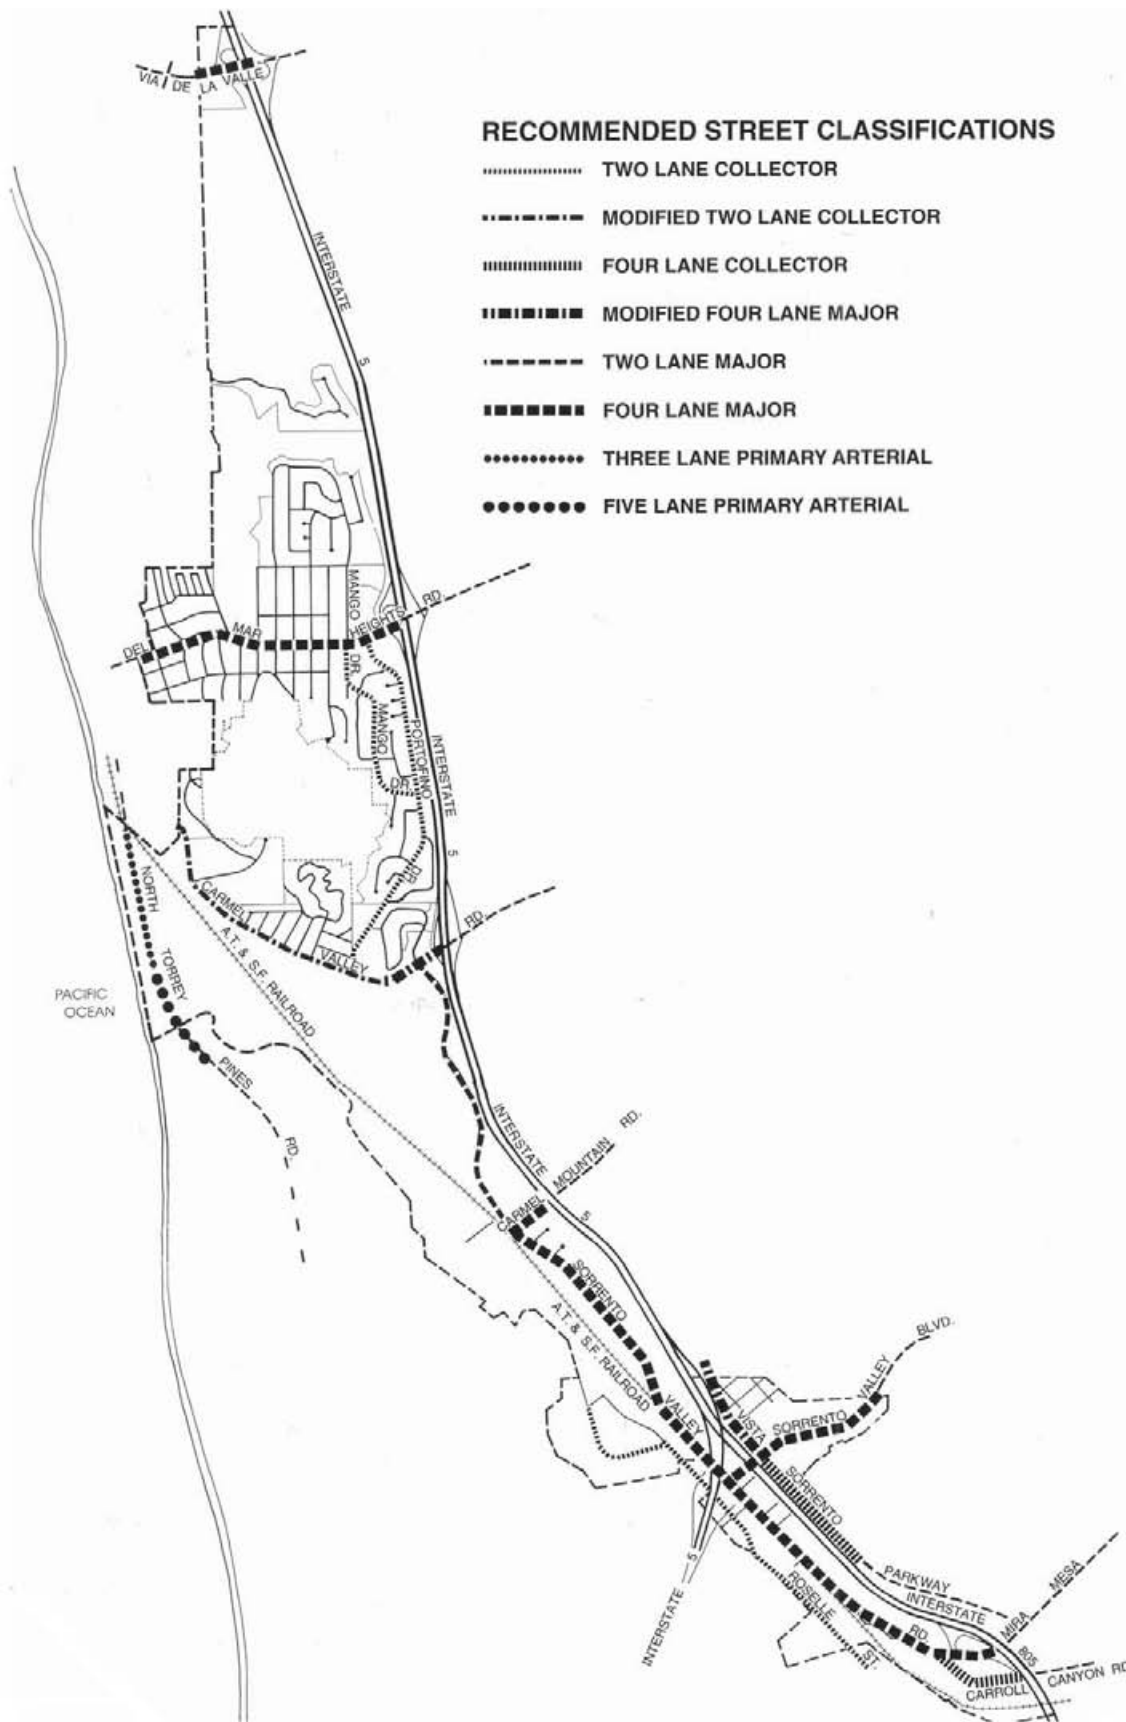 VIA DE LA VALLE
RECOMMENDED STREET CLASSIFICATIONS
TWO LANE COLLECTOR
MODIFIED TWO LANE COLLECTOR
FOUR LANE COLLECTOR
MODIFIED FOUR LANE MAJOR
TWO LANE MAJOR
FOUR LANE MAJOR
THREE LANE PRIMARY ARTERIAL
FIVE LANE PRIMARY ARTERIAL
INTERSTATE
5
MANGO
DR.
DEL MAR HEIGHTS RD.
MANGO
DR.
PORTOFINO
DR.
INTERSTATE
5
CARMEL VALLEY RD.
NORTH TORREY PINES RD.
A.T. & S.F. RAILROAD
PACIFIC
OCEAN
INTERSTATE
5
CARMEL MOUNTAIN RD.
SORRENTO
VALLEY
RD.
A.T. & S.F. RAILROAD
VISTA
SORRENTO
PARKWAY
SORRENTO
VALLEY
BLVD.
INTERSTATE
5
ROSELLE
ST.
INTERSTATE
805
MIRA
MESA
CARROLL
CANYON RD